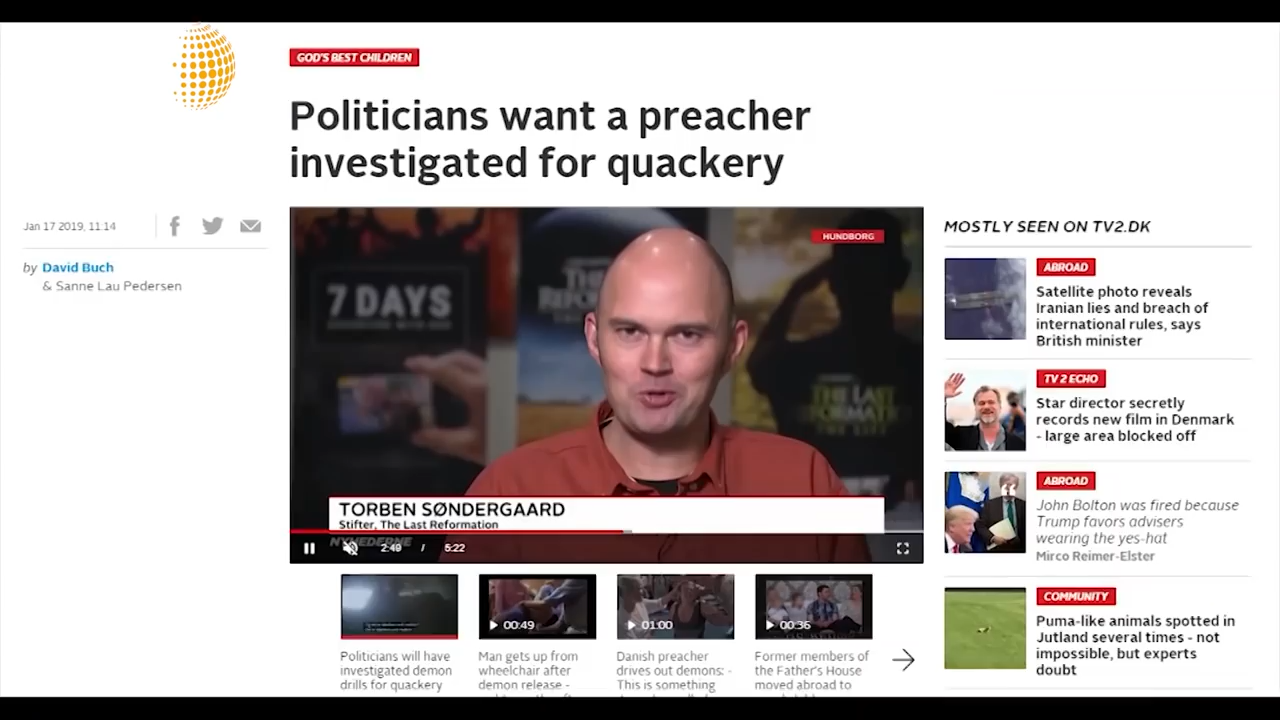 GOD'S BEST CHILDREN
Politicians want a preacher
investigated for quackery
Jan 17 2019, 11:14
by David Buch
& Sanne Lau Pedersen
HUNDBORG
7 DAYS
THE
THE LAST
TORBEN SØNDERGAARD
Stifter, The Last Reformation
NYHEDERNE
2:49 / 5:22
00:49
01:00
00:36
Politicians will have
investigated demon
drills for quackery
Man gets up from
wheelchair after
demon release -
Danish preacher
drives out demons: -
This is something
Former members of
the Father's House
moved abroad to
MOSTLY SEEN ON TV2.DK
ABROAD
Satellite photo reveals
Iranian lies and breach of
international rules, says
British minister
TV 2 ECHO
Star director secretly
records new film in Denmark
- large area blocked off
ABROAD
John Bolton was fired because
Trump favors advisers
wearing the yes-hat
Mirco Reimer-Elster
COMMUNITY
Puma-like animals spotted in
Jutland several times - not
impossible, but experts
doubt